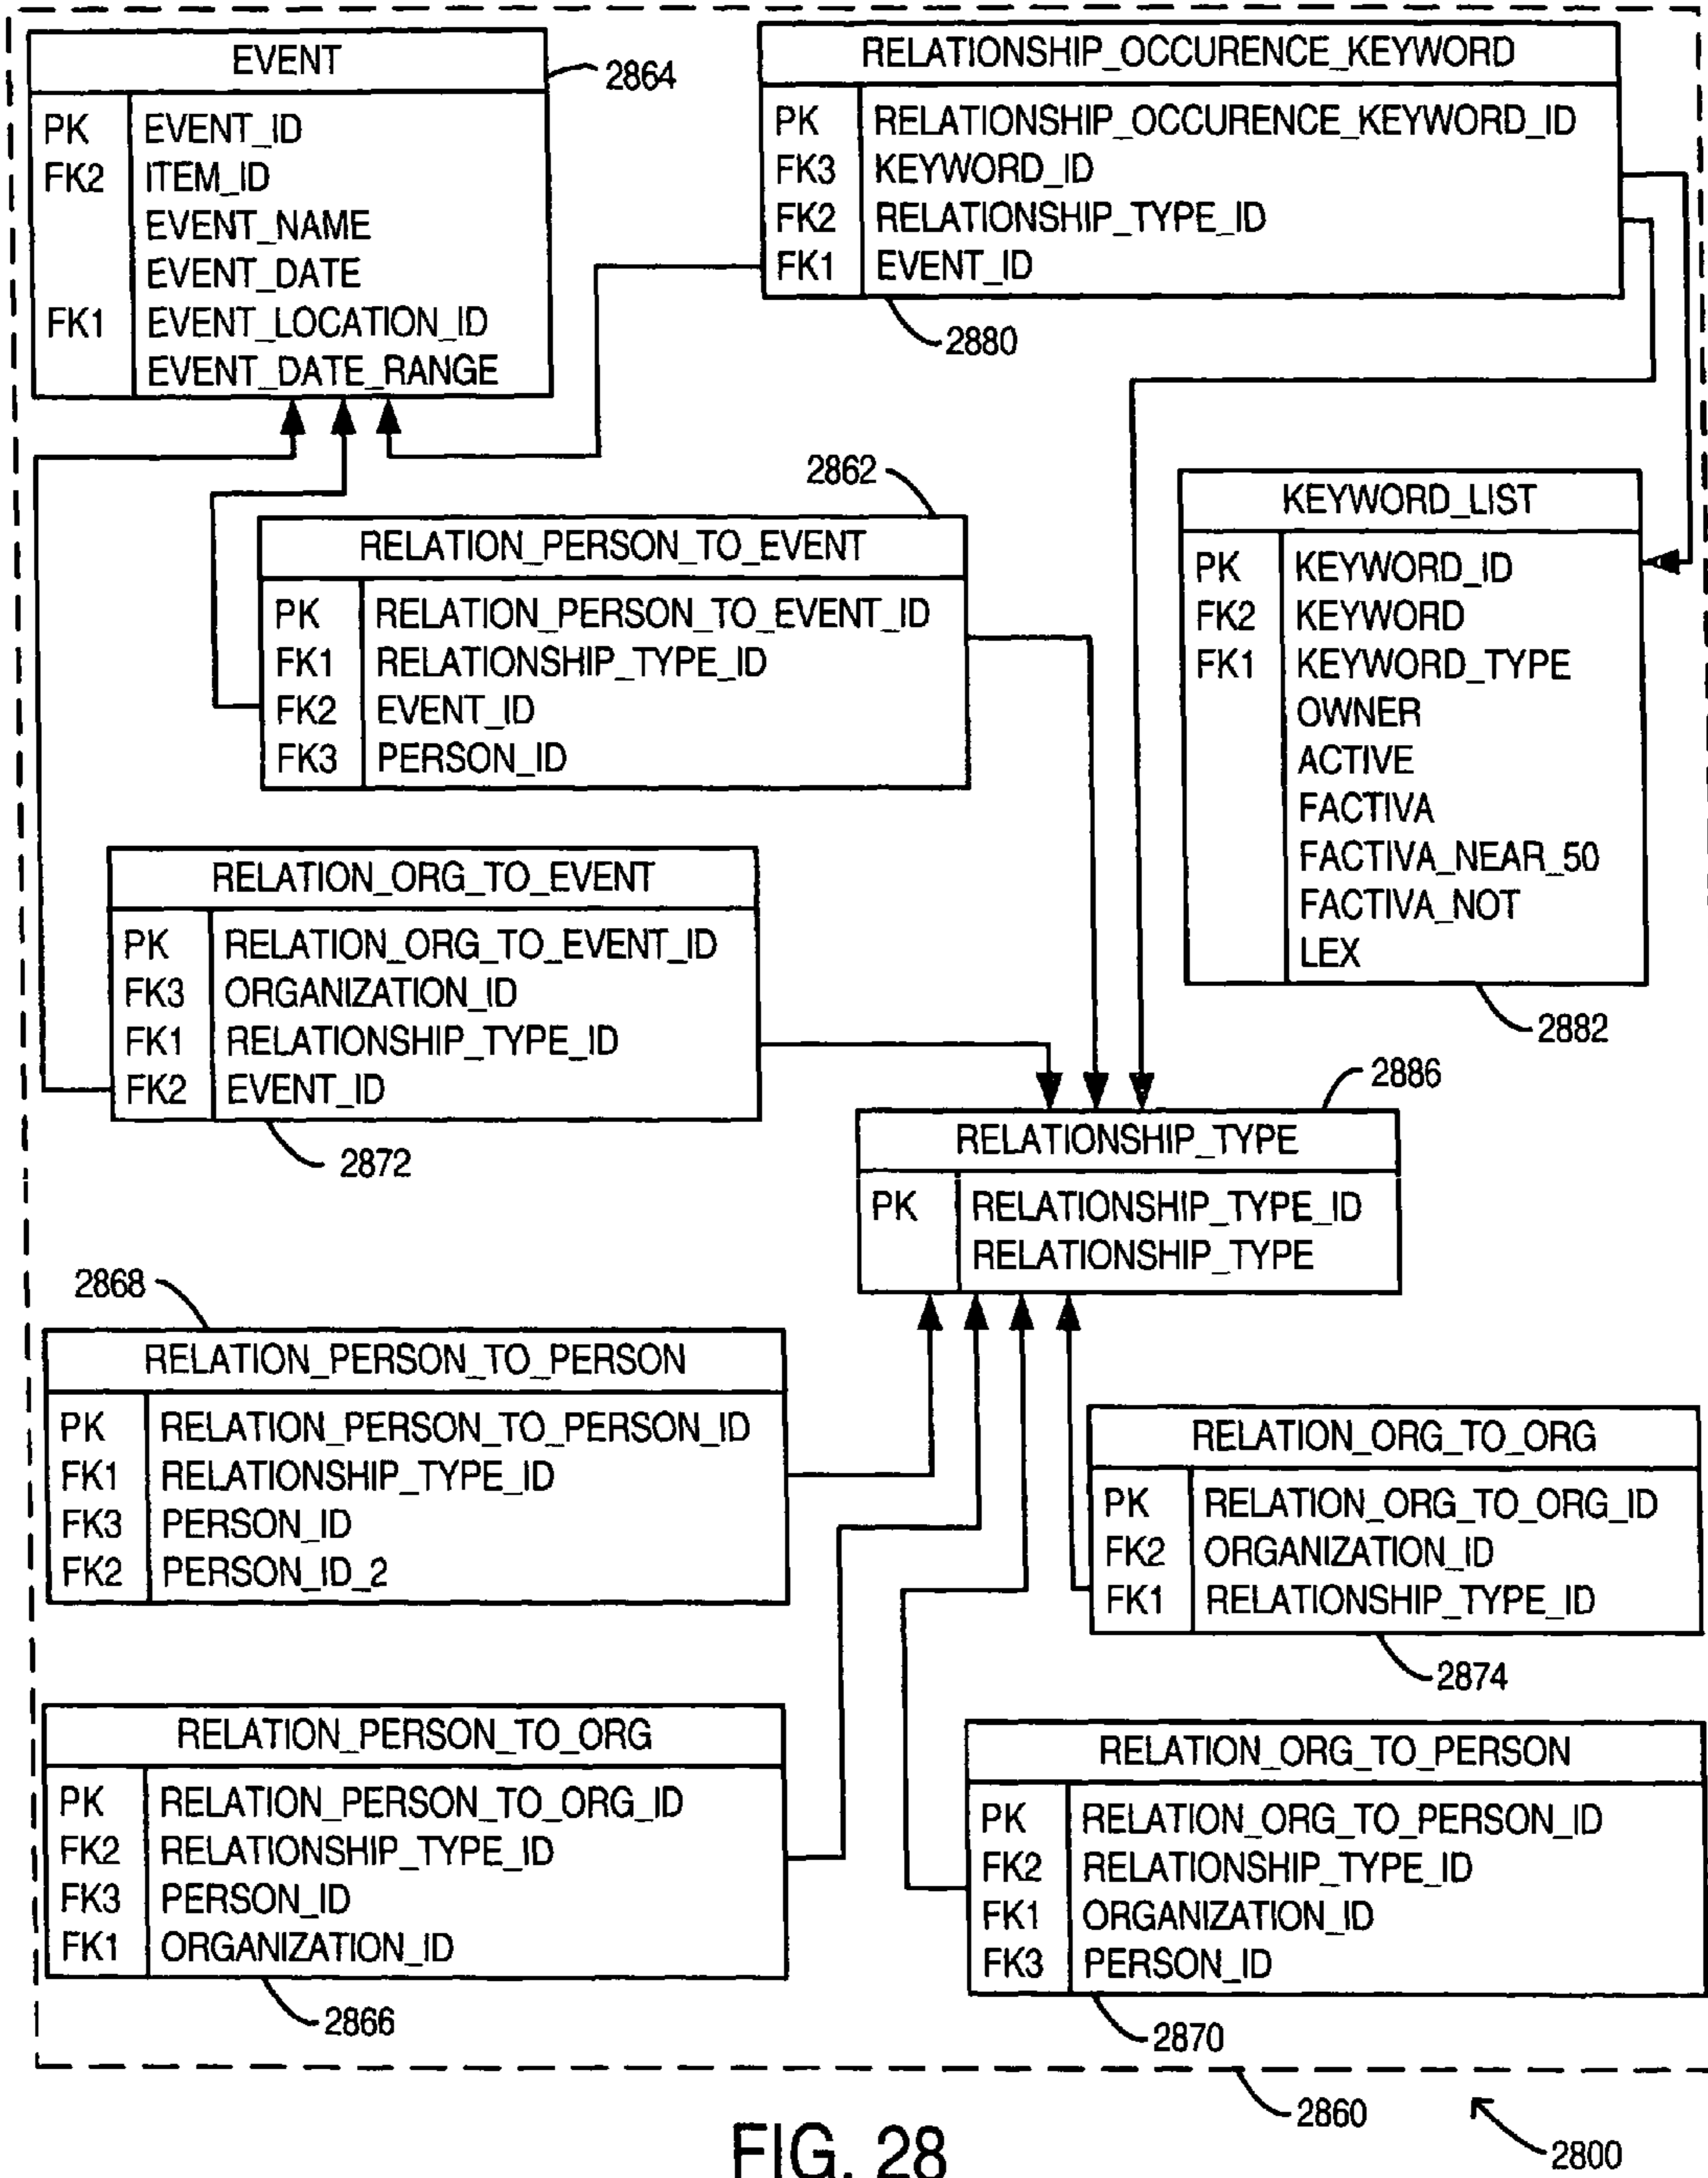 EVENT
2864
PK EVENT_ID
FK2 ITEM_ID
EVENT_NAME
EVENT_DATE
FK1 EVENT_LOCATION_ID
EVENT_DATE_RANGE
RELATIONSHIP_OCCURENCE_KEYWORD
PK RELATIONSHIP_OCCURENCE_KEYWORD_ID
FK3 KEYWORD_ID
FK2 RELATIONSHIP_TYPE_ID
FK1 EVENT_ID
2880
2862
RELATION_PERSON_TO_EVENT
PK RELATION_PERSON_TO_EVENT_ID
FK1 RELATIONSHIP_TYPE_ID
FK2 EVENT_ID
FK3 PERSON_ID
KEYWORD_LIST
PK KEYWORD_ID
FK2 KEYWORD
FK1 KEYWORD_TYPE
OWNER
ACTIVE
FACTIVA
FACTIVA_NEAR_50
FACTIVA_NOT
LEX
2882
RELATION_ORG_TO_EVENT
PK RELATION_ORG_TO_EVENT_ID
FK3 ORGANIZATION_ID
FK1 RELATIONSHIP_TYPE_ID
FK2 EVENT_ID
2872
2886
RELATIONSHIP_TYPE
PK RELATIONSHIP_TYPE_ID
RELATIONSHIP_TYPE
2868
RELATION_PERSON_TO_PERSON
PK RELATION_PERSON_TO_PERSON_ID
FK1 RELATIONSHIP_TYPE_ID
FK3 PERSON_ID
FK2 PERSON_ID_2
RELATION_ORG_TO_ORG
PK RELATION_ORG_TO_ORG_ID
FK2 ORGANIZATION_ID
FK1 RELATIONSHIP_TYPE_ID
2874
RELATION_PERSON_TO_ORG
PK RELATION_PERSON_TO_ORG_ID
FK2 RELATIONSHIP_TYPE_ID
FK3 PERSON_ID
FK1 ORGANIZATION_ID
2866
RELATION_ORG_TO_PERSON
PK RELATION_ORG_TO_PERSON_ID
FK2 RELATIONSHIP_TYPE_ID
FK1 ORGANIZATION_ID
FK3 PERSON_ID
2870
2860
2800
FIG. 28